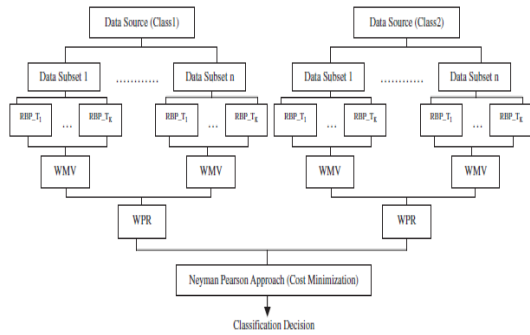 Data Source (Class1) Data Source (Class2)
Data Subset 1 ............ Data Subset n Data Subset 1 ............ Data Subset n
RBP_T1 ... RBP_TK RBP_T1 ... RBP_TK RBP_T1 ... RBP_TK RBP_T1 ... RBP_TK
WMV WMV WMV WMV
WPR WPR
Neyman Pearson Approach (Cost Minimization)
Classification Decision